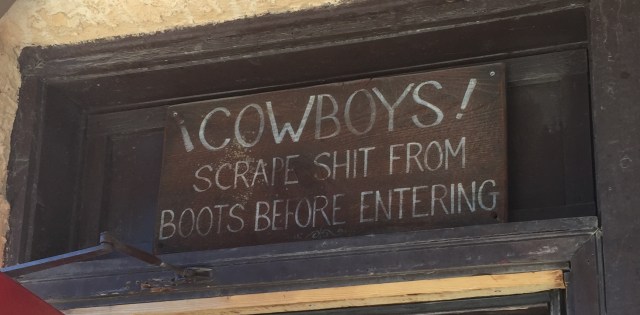 ¡COWBOYS!
SCRAPE SHIT FROM
BOOTS BEFORE ENTERING